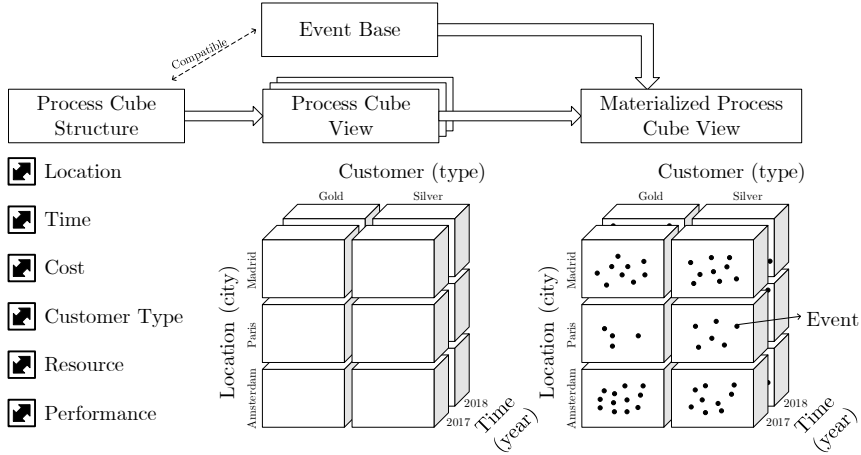 Event Base
Compatible
Process Cube
Structure
Process Cube
View
Materialized Process
Cube View
Location
Time
Cost
Customer Type
Resource
Performance
Customer (type)
Gold
Silver
Location (city)
Madrid
Paris
Amsterdam
2018
2017
Time
(year)
Customer (type)
Gold
Silver
Location (city)
Madrid
Paris
Amsterdam
Event
2018
2017
Time
(year)